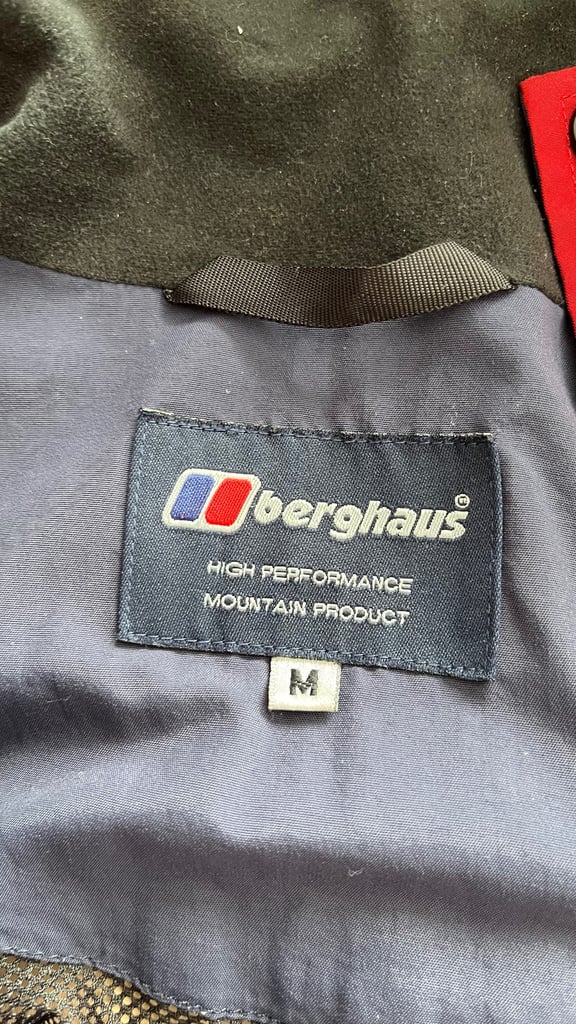 berghaus®
HIGH PERFORMANCE
MOUNTAIN PRODUCT
M